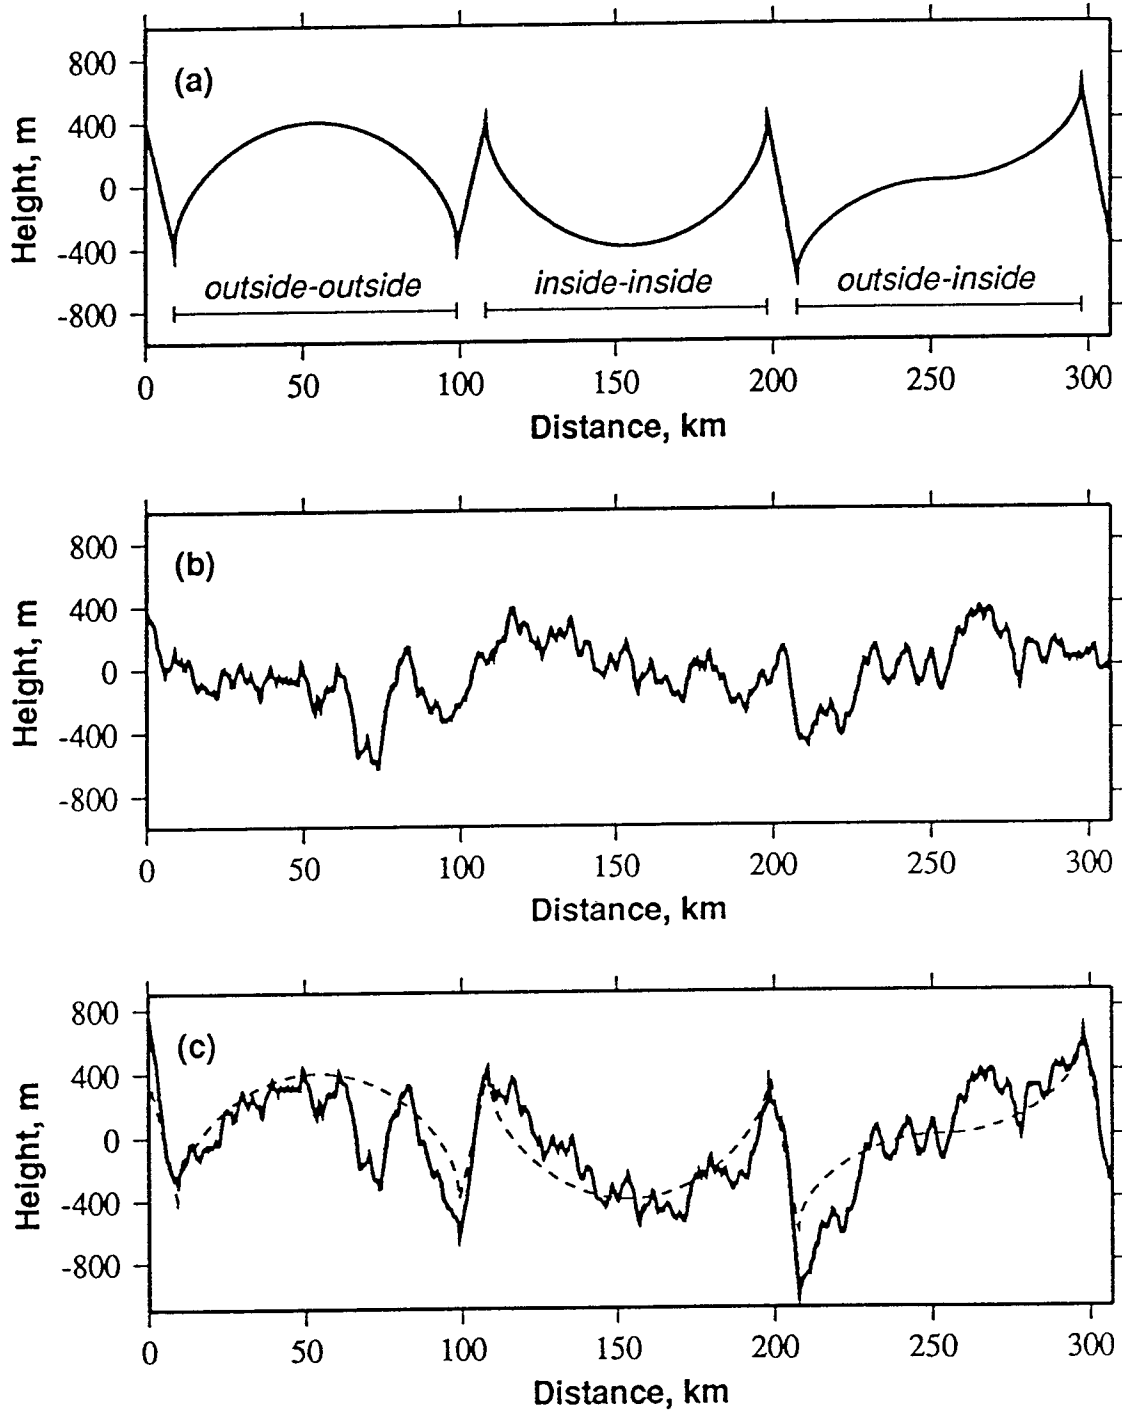 800
(a)
400
0
-400
-800
Height, m
outside-outside
inside-inside
outside-inside
0 50 100 150 200 250 300
Distance, km
800
(b)
400
0
-400
-800
Height, m
0 50 100 150 200 250 300
Distance, km
800
(c)
400
0
-400
-800
Height, m
0 50 100 150 200 250 300
Distance, km